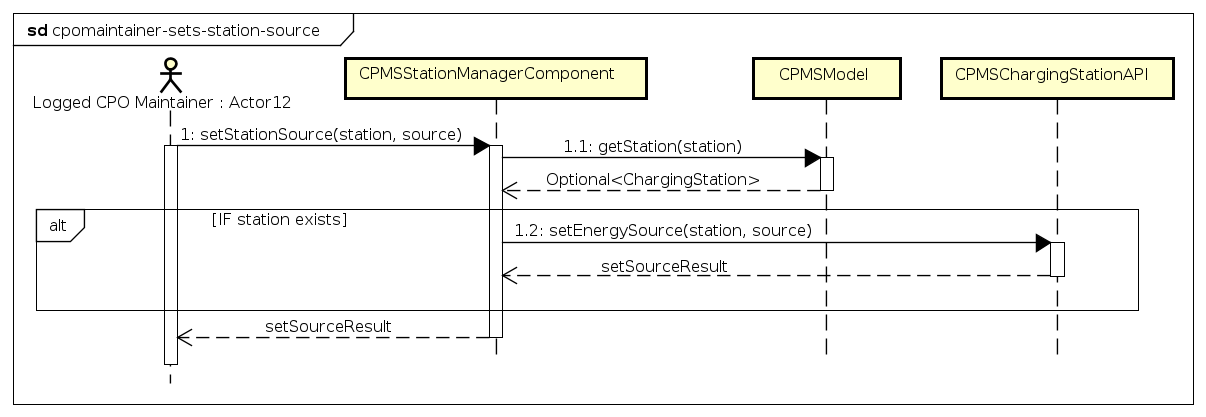 sd cpomaintainer-sets-station-source
CPMSStationManagerComponent
CPMSModel
CPMSChargingStationAPI
Logged CPO Maintainer : Actor12
1: setStationSource(station, source)
1.1: getStation(station)
Optional<ChargingStation>
alt
[IF station exists]
1.2: setEnergySource(station, source)
setSourceResult
setSourceResult